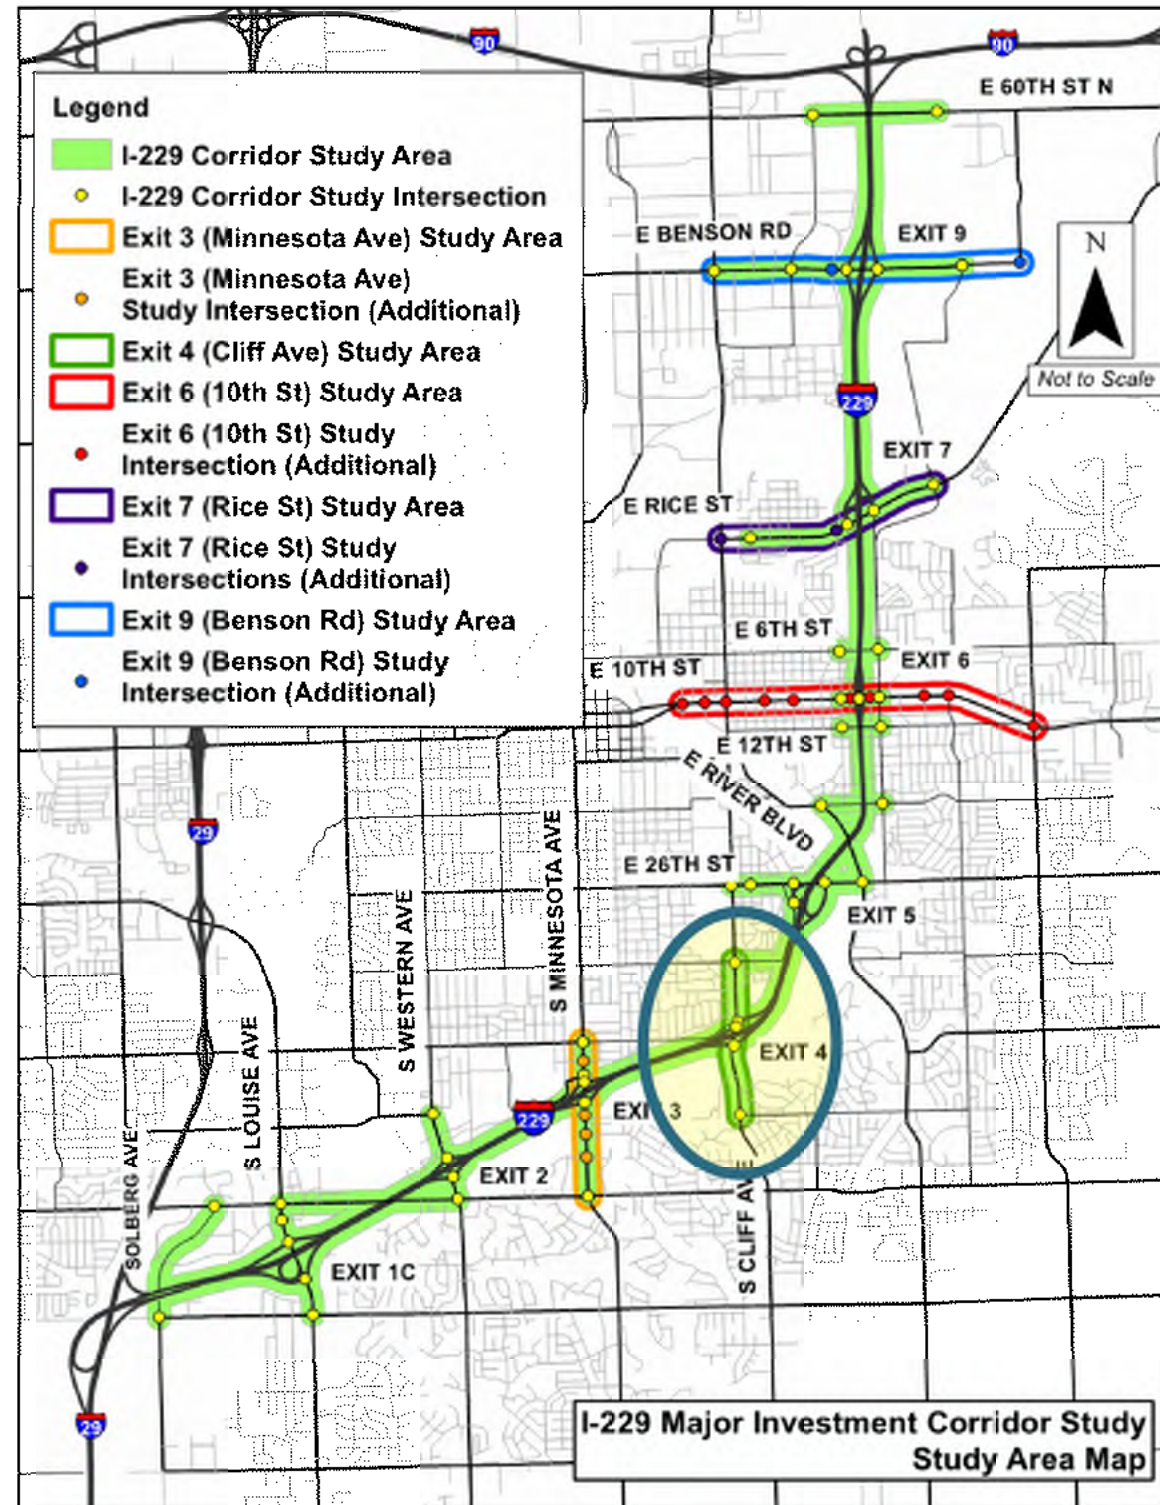 90
90
E 60TH ST N
Legend
I-229 Corridor Study Area
I-229 Corridor Study Intersection
Exit 3 (Minnesota Ave) Study Area
Exit 3 (Minnesota Ave)
Study Intersection (Additional)
Exit 4 (Cliff Ave) Study Area
Exit 6 (10th St) Study Area
Exit 6 (10th St) Study
Intersection (Additional)
Exit 7 (Rice St) Study Area
Exit 7 (Rice St) Study
Intersections (Additional)
Exit 9 (Benson Rd) Study Area
Exit 9 (Benson Rd) Study
Intersection (Additional)
E BENSON RD
EXIT 9
N
Not to Scale
229
EXIT 7
E RICE ST
E 6TH ST
EXIT 6
E 10TH ST
E 12TH ST
E RIVER BLVD
29
S MINNESOTA AVE
E 26TH ST
S WESTERN AVE
EXIT 5
S LOUISE AVE
EXIT 4
229
EXIT 3
SOLBERG AVE
EXIT 2
S CLIFF AVE
EXIT 1C
29
I-229 Major Investment Corridor Study
Study Area Map